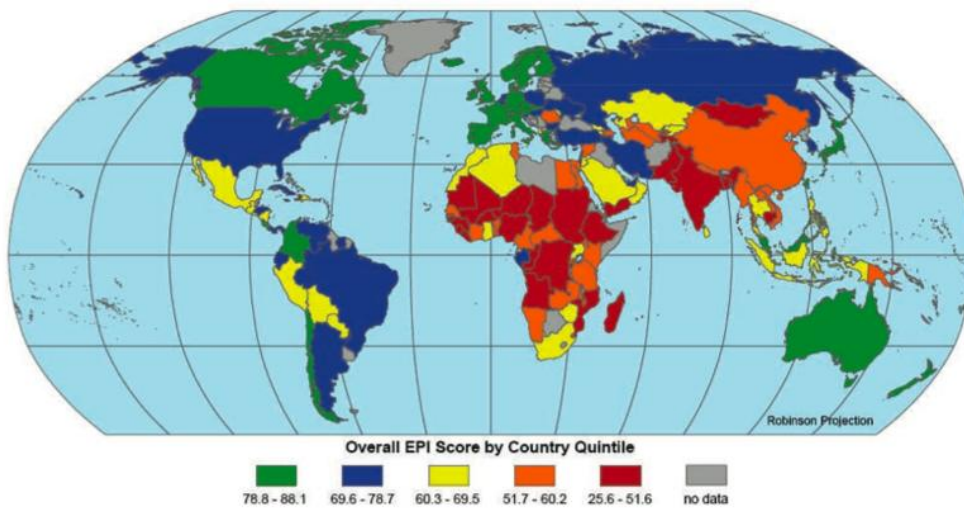 Robinson Projection
Overall EPI Score by Country Quintile
78.8 - 88.1 69.6 - 78.7 60.3 - 69.5 51.7 - 60.2 25.6 - 51.6 no data